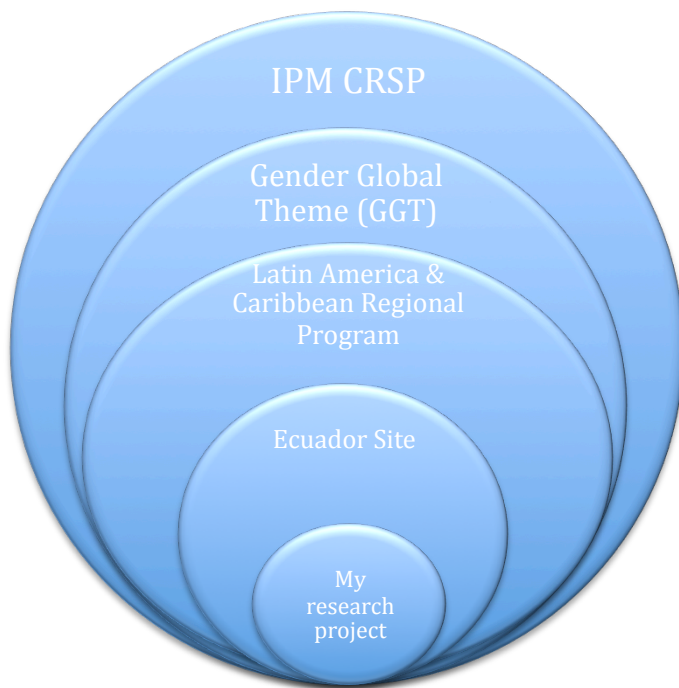 IPM CRSP
Gender Global
Theme (GGT)
Latin America &
Caribbean Regional
Program
Ecuador Site
My
research
project